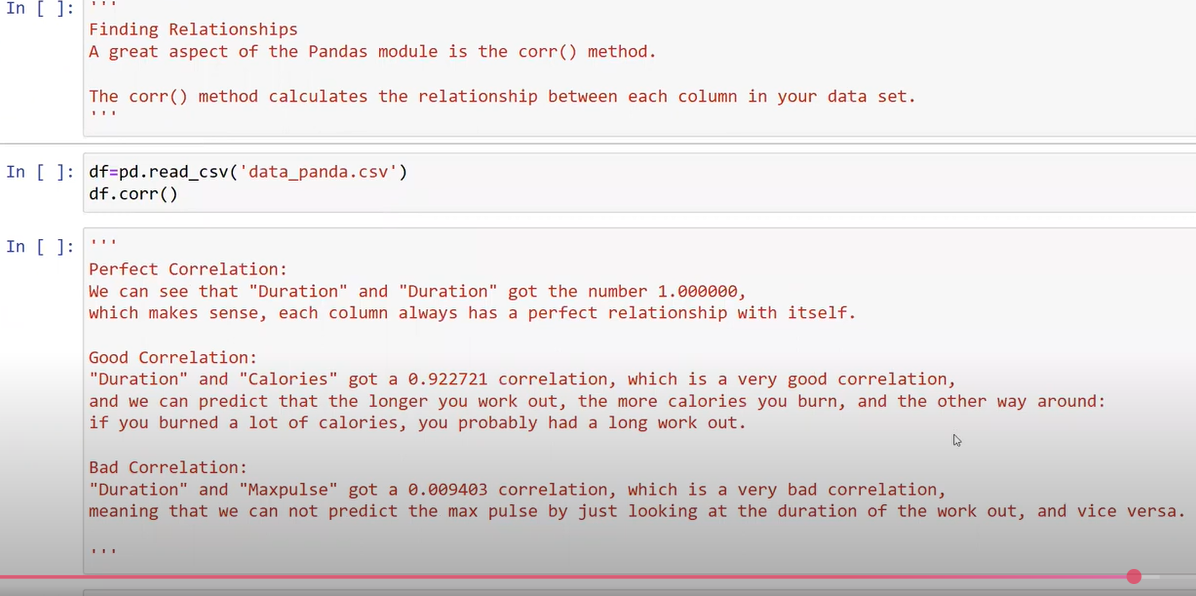 In [ ]: '''
Finding Relationships
A great aspect of the Pandas module is the corr() method.
The corr() method calculates the relationship between each column in your data set.
'''
In [ ]: df=pd.read_csv('data_panda.csv')
df.corr()
In [ ]: '''
Perfect Correlation:
We can see that "Duration" and "Duration" got the number 1.000000,
which makes sense, each column always has a perfect relationship with itself.
Good Correlation:
"Duration" and "Calories" got a 0.922721 correlation, which is a very good correlation,
and we can predict that the longer you work out, the more calories you burn, and the other way around:
if you burned a lot of calories, you probably had a long work out.
Bad Correlation:
"Duration" and "Maxpulse" got a 0.009403 correlation, which is a very bad correlation,
meaning that we can not predict the max pulse by just looking at the duration of the work out, and vice versa.
'''